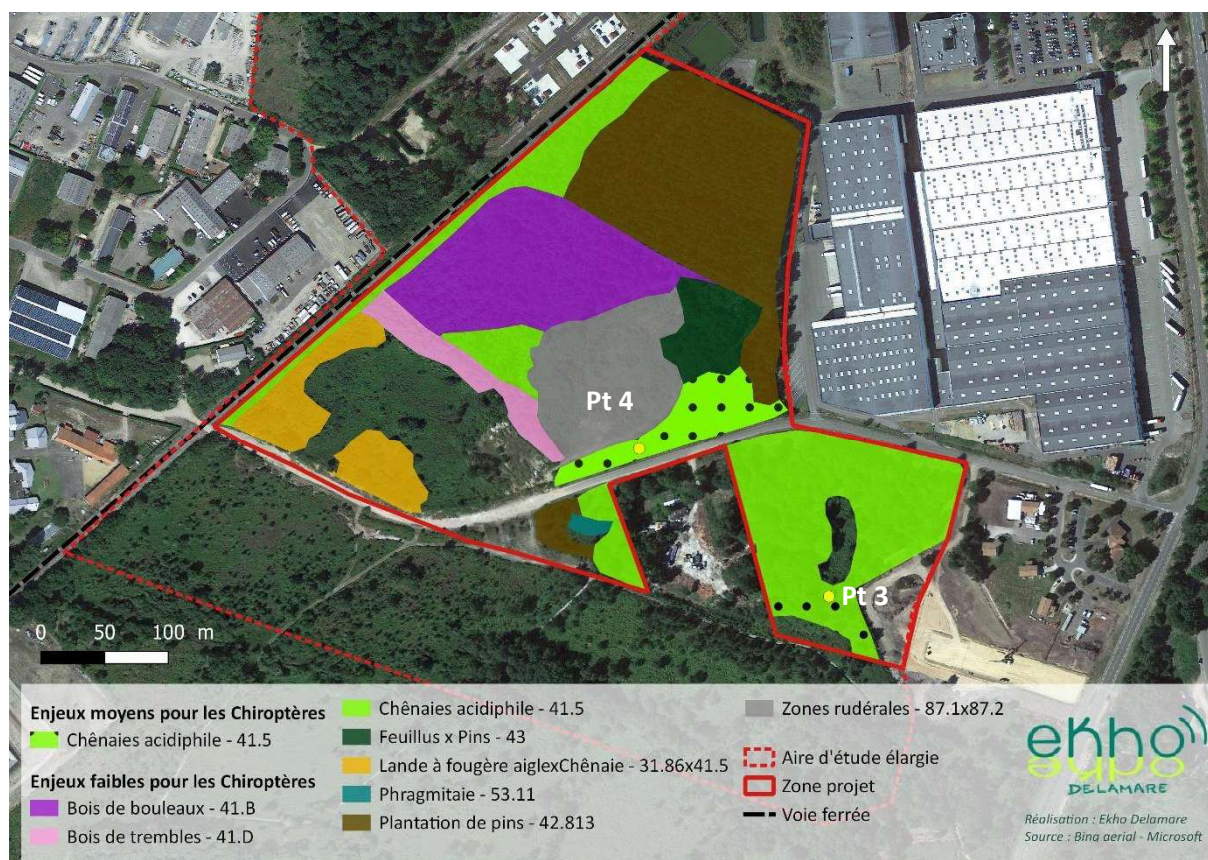 Pt 4
Pt 3
0 50 100 m
Enjeux moyens pour les Chiroptères
Chênaies acidiphile - 41.5
Enjeux faibles pour les Chiroptères
Bois de bouleaux - 41.B
Bois de trembles - 41.D
Chênaies acidiphile - 41.5
Feuillus x Pins - 43
Lande à fougère aiglexChênaie - 31.86x41.5
Phragmitaie - 53.11
Plantation de pins - 42.813
Zones rudérales - 87.1x87.2
Aire d'étude élargie
Zone projet
Voie ferrée
ekho
DELAMARE
Réalisation : Ekho Delamare
Source : Bing aerial - Microsoft